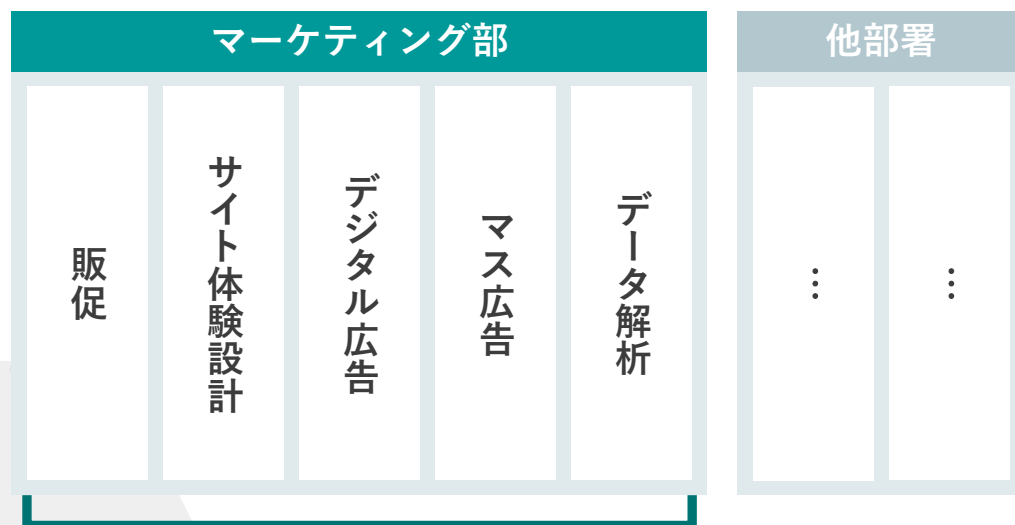 マーケティング部
他部署
販促
サイト体験設計
デジタル広告
マス広告
データ解析
…
…